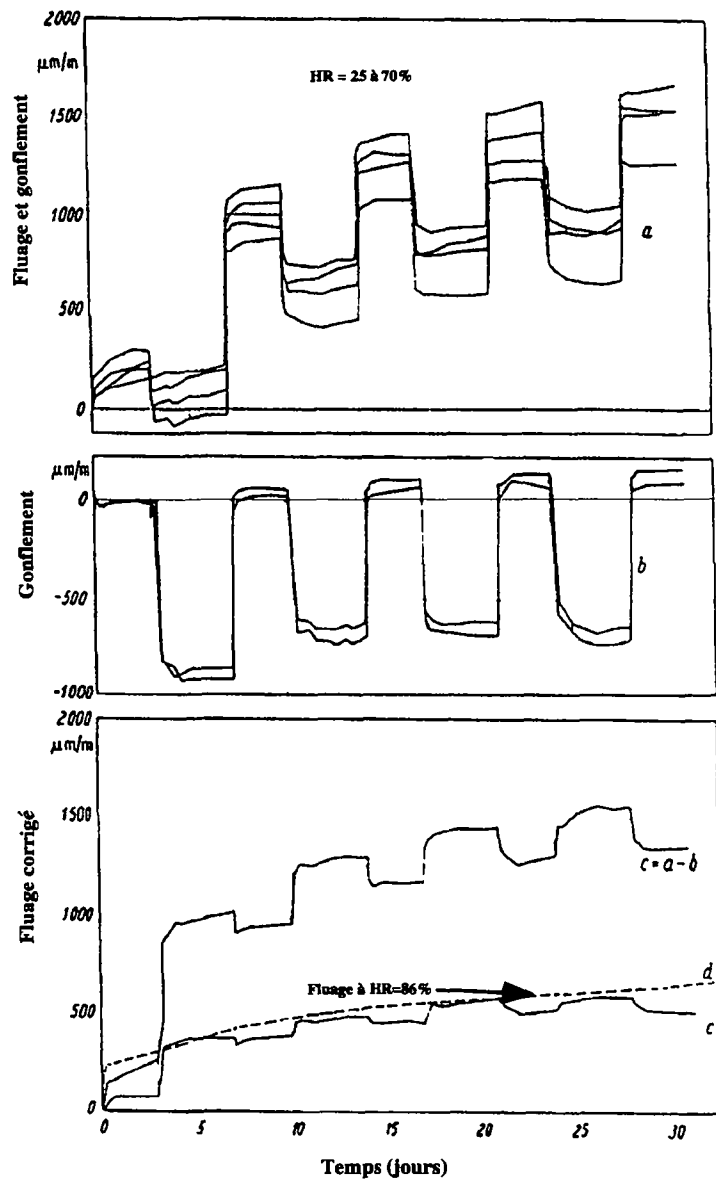 2000
μm/m
HR = 25 à 70%
1500
1000
500
0
Fluage et gonflement
a
μm/m
0
-500
-1000
Gonflement
b
2000
μm/m
1500
1000
500
0
Fluage corrigé
c = a - b
d
Fluage à HR=86%
c
0 5 10 15 20 25 30
Temps (jours)